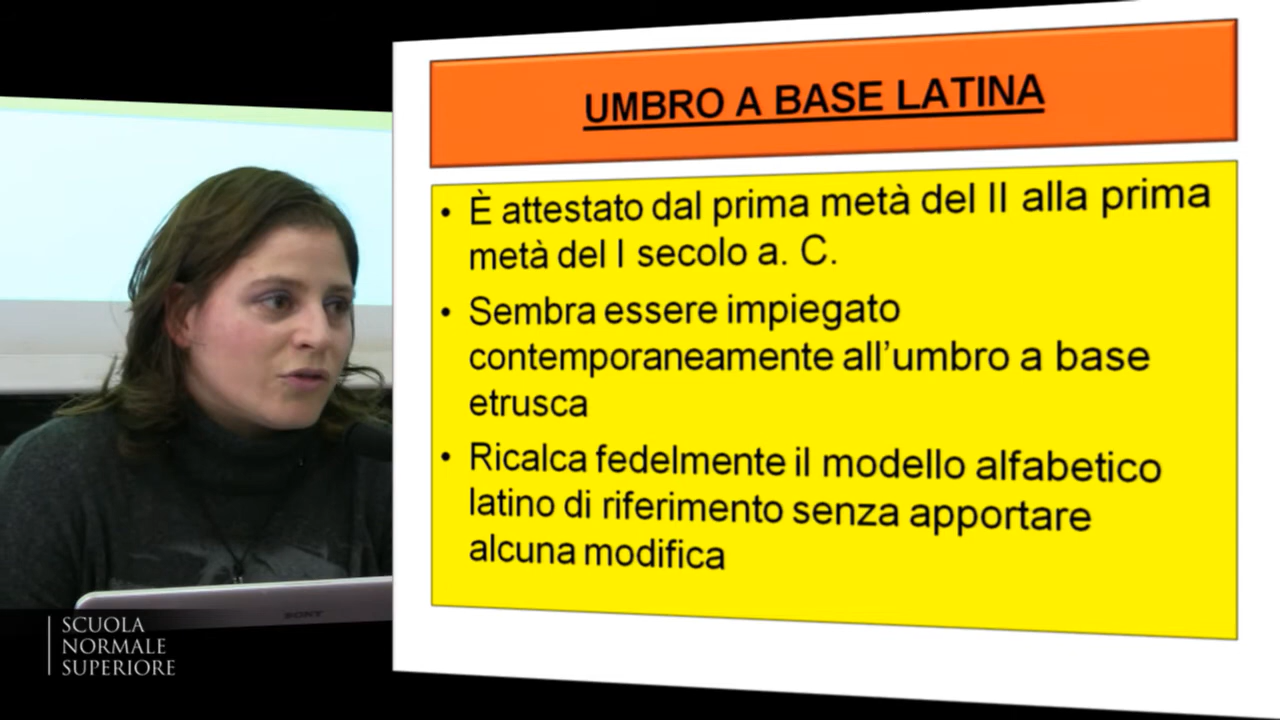 UMBRO A BASE LATINA
• È attestato dal prima metà del II alla prima
metà del I secolo a. C.
• Sembra essere impiegato
contemporaneamente all’umbro a base
etrusca
• Ricalca fedelmente il modello alfabetico
latino di riferimento senza apportare
alcuna modifica
SONY
SCUOLA
NORMALE
SUPERIORE